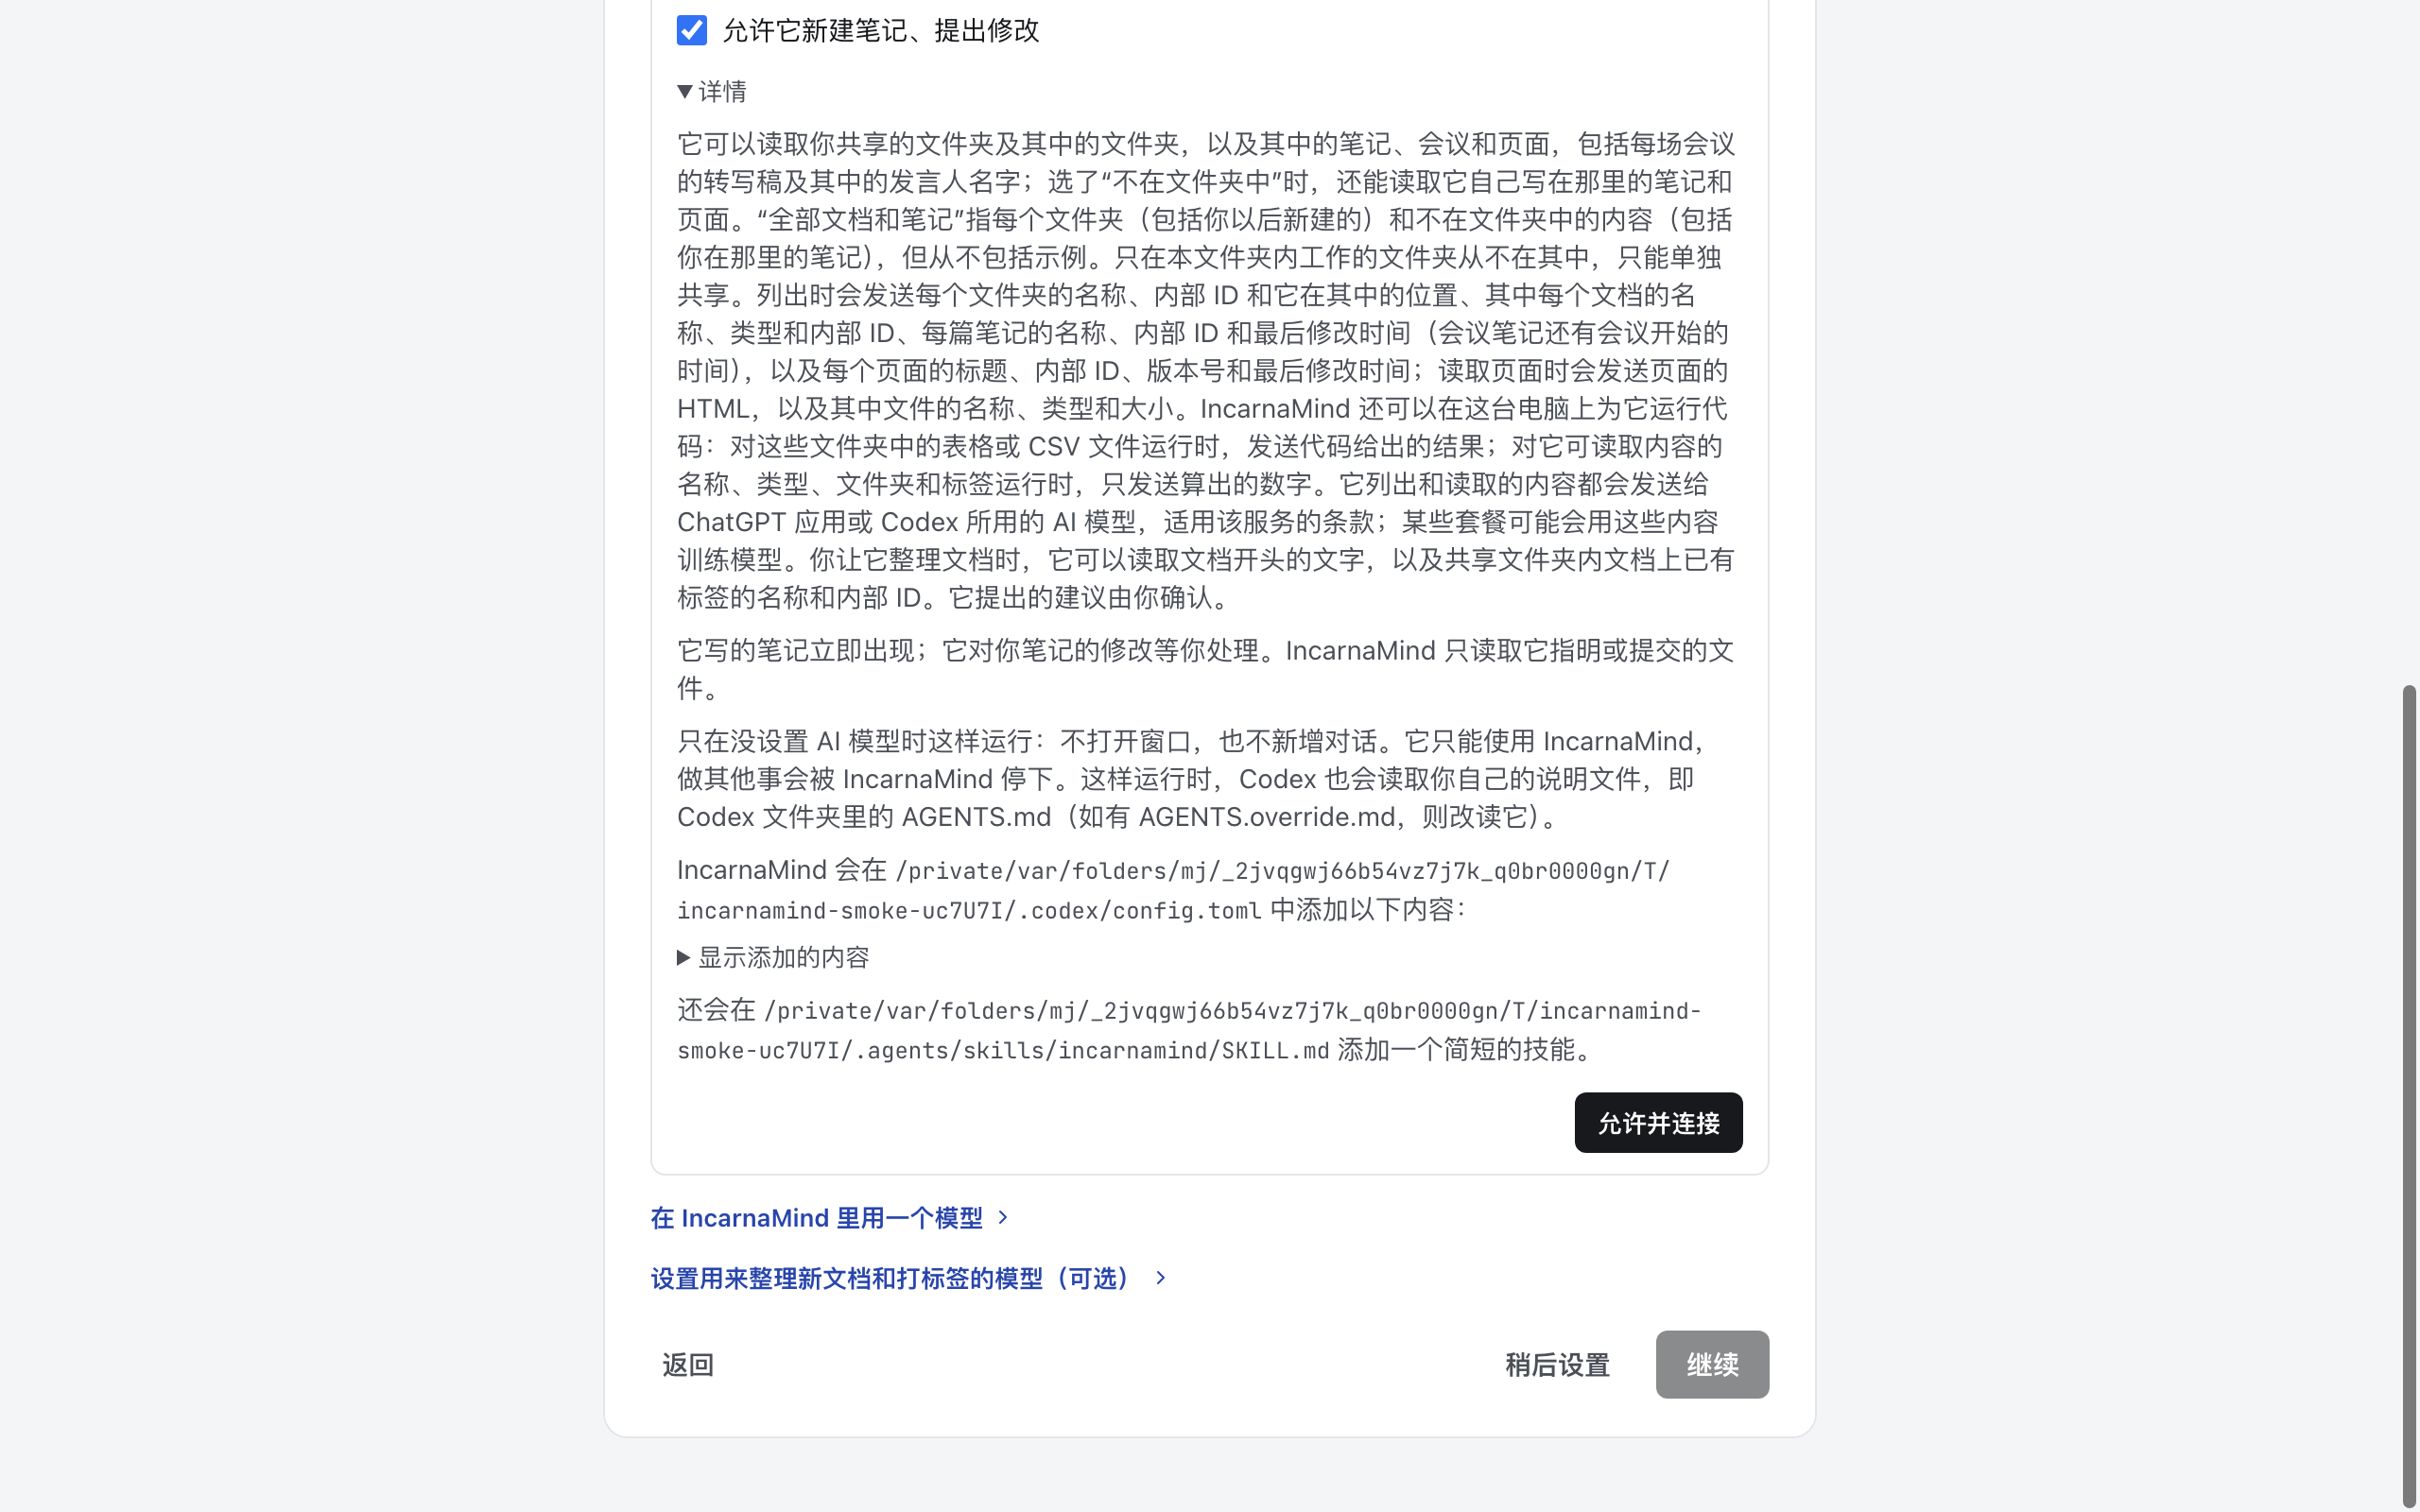 允许它新建笔记、提出修改
详情
它可以读取你共享的文件夹及其中的文件夹，以及其中的笔记、会议和页面，包括每场会议
的转写稿及其中的发言人名字；选了“不在文件夹中”时，还能读取它自己写在那里的笔记和
页面。“全部文档和笔记”指每个文件夹（包括你以后新建的）和不在文件夹中的内容（包括
你在那里的笔记），但从不包括示例。只在本文件夹内工作的文件夹从不在其中，只能单独
共享。列出时会发送每个文件夹的名称、内部 ID 和它在其中的位置、其中每个文档的名
称、类型和内部 ID、每篇笔记的名称、内部 ID 和最后修改时间（会议笔记还有会议开始的
时间），以及每个页面的标题、内部 ID、版本号和最后修改时间；读取页面时会发送页面的
HTML，以及其中文件的名称、类型和大小。IncarnaMind 还可以在这台电脑上为它运行代
码：对这些文件夹中的表格或 CSV 文件运行时，发送代码给出的结果；对它可读取内容的
名称、类型、文件夹和标签运行时，只发送算出的数字。它列出和读取的内容都会发送给
ChatGPT 应用或 Codex 所用的 AI 模型，适用该服务的条款；某些套餐可能会用这些内容
训练模型。你让它整理文档时，它可以读取文档开头的文字，以及共享文件夹内文档上已有
标签的名称和内部 ID。它提出的建议由你确认。
它写的笔记立即出现；它对你笔记的修改等你处理。IncarnaMind 只读取它指明或提交的文
件。
只在没设置 AI 模型时这样运行：不打开窗口，也不新增对话。它只能使用 IncarnaMind，
做其他事会被 IncarnaMind 停下。这样运行时，Codex 也会读取你自己的说明文件，即
Codex 文件夹里的 AGENTS.md（如有 AGENTS.override.md，则改读它）。
IncarnaMind 会在 /private/var/folders/mj/_2jvqgwj66b54vz7j7k_q0br0000gn/T/
incarnamind-smoke-uc7U7I/.codex/config.toml 中添加以下内容：
显示添加的内容
还会在 /private/var/folders/mj/_2jvqgwj66b54vz7j7k_q0br0000gn/T/incarnamind-
smoke-uc7U7I/.agents/skills/incarnamind/SKILL.md 添加一个简短的技能。
允许并连接
在 IncarnaMind 里用一个模型
设置用来整理新文档和打标签的模型（可选）
返回
稍后设置
继续